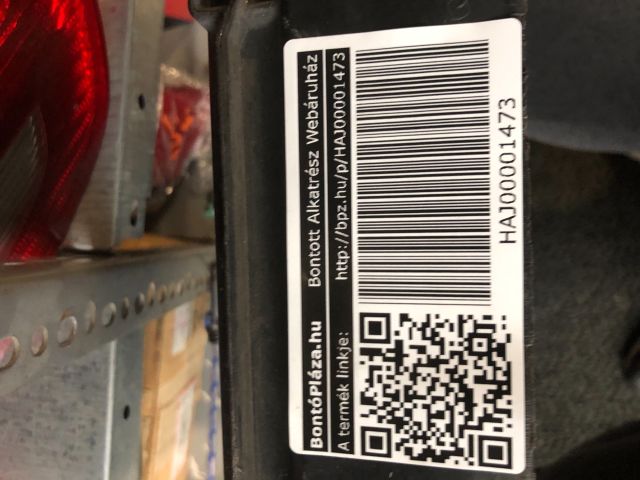 BontóPláza.hu Bontott Alkatrész Webáruház
A termék linkje: http://bpz.hu/p/HAJ00001473
HAJ00001473